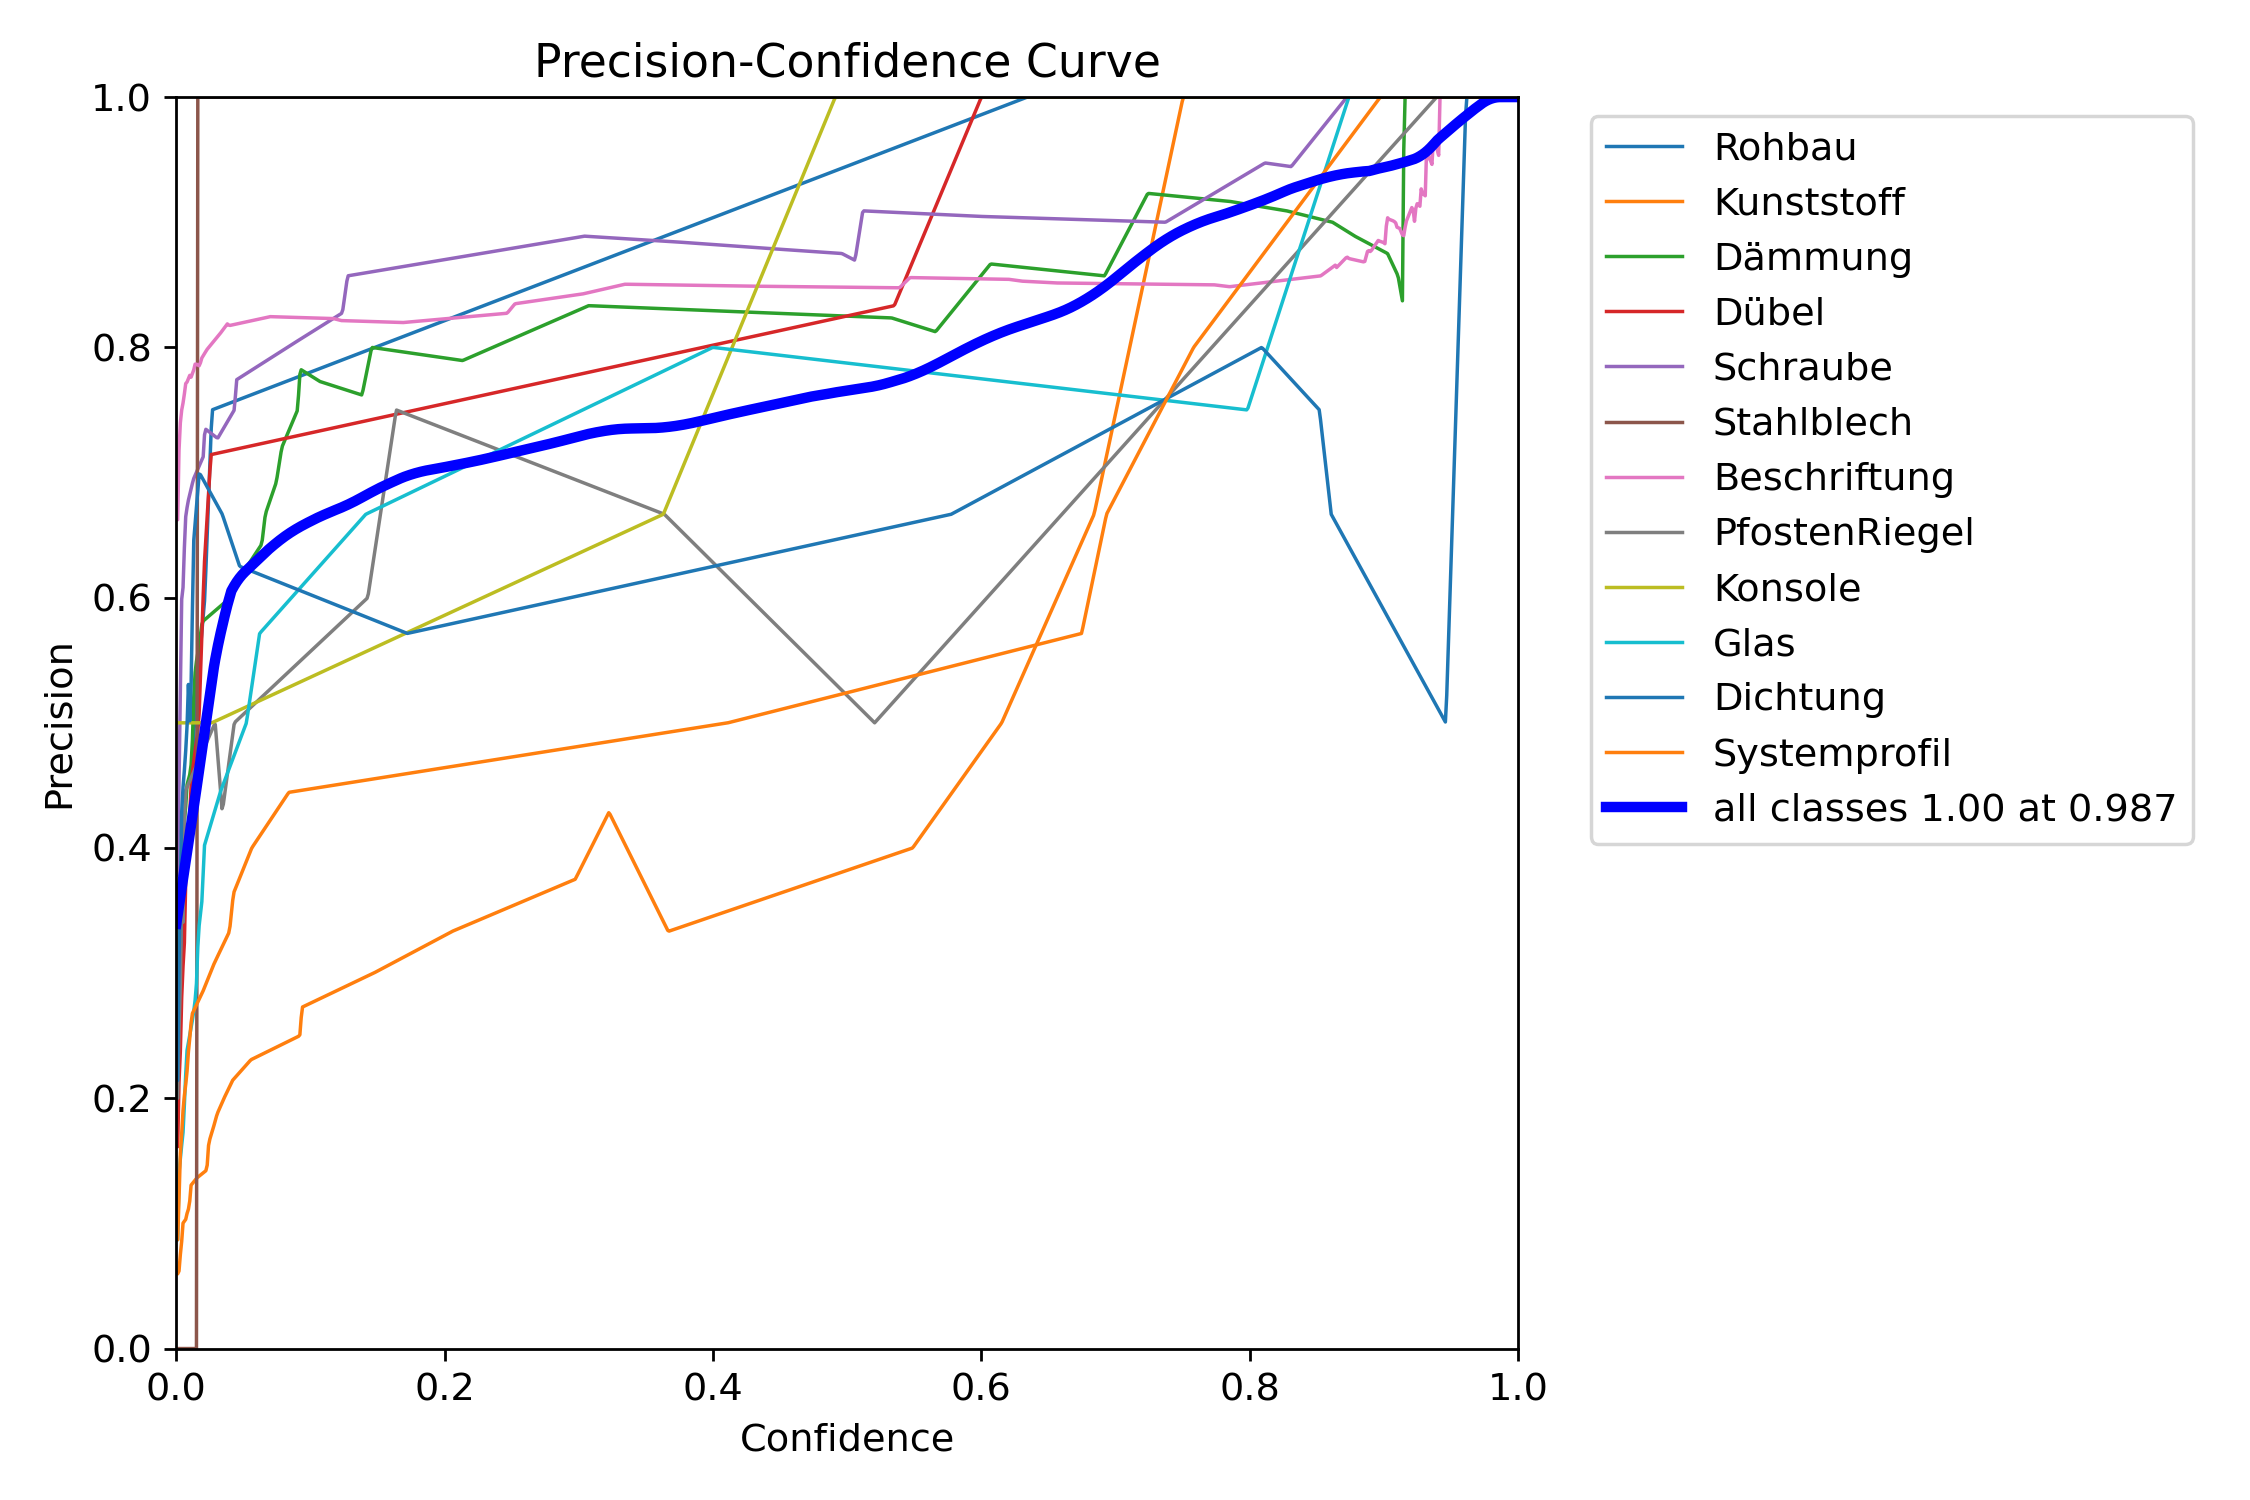 Precision-Confidence Curve
1.0
0.8
0.6
0.4
0.2
0.0
Precision
0.0 0.2 0.4 0.6 0.8 1.0
Confidence
Rohbau
Kunststoff
Dämmung
Dübel
Schraube
Stahlblech
Beschriftung
PfostenRiegel
Konsole
Glas
Dichtung
Systemprofil
all classes 1.00 at 0.987